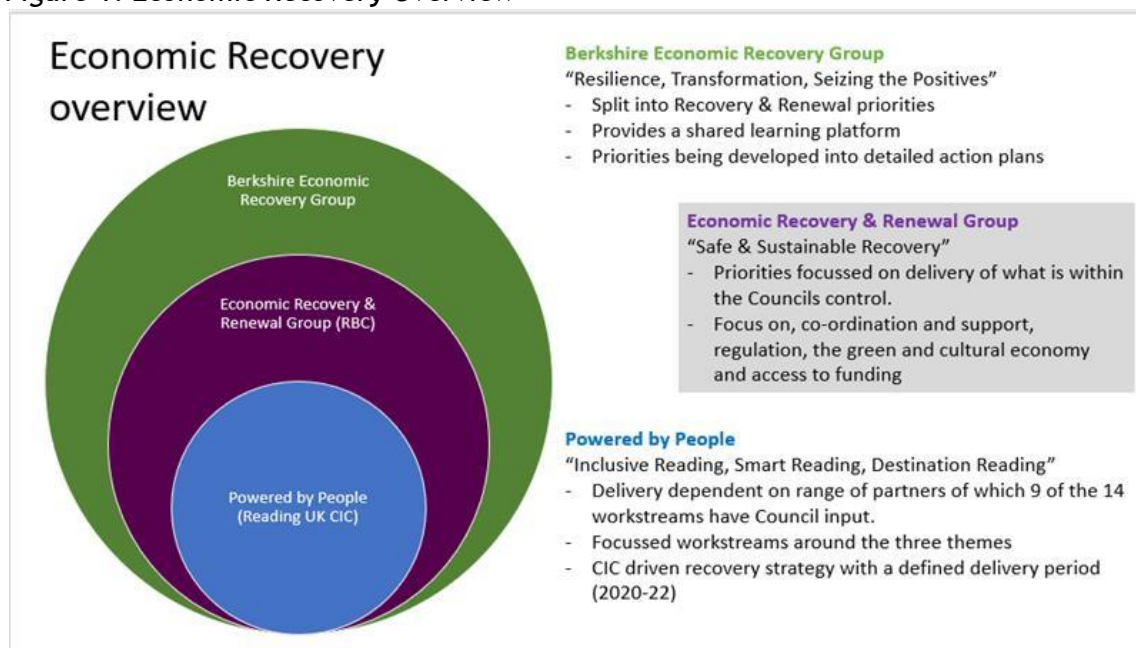 Figure 1: Economic Recovery Overview
Economic Recovery
overview
Berkshire Economic
Recovery Group
Economic Recovery &
Renewal Group (RBC)
Powered by People
(Reading UK CIC)
Berkshire Economic Recovery Group
“Resilience, Transformation, Seizing the Positives”
- Split into Recovery & Renewal priorities
- Provides a shared learning platform
- Priorities being developed into detailed action plans
Economic Recovery & Renewal Group
“Safe & Sustainable Recovery”
- Priorities focussed on delivery of what is within
the Councils control.
- Focus on, co-ordination and support,
regulation, the green and cultural economy
and access to funding
Powered by People
“Inclusive Reading, Smart Reading, Destination Reading”
- Delivery dependent on range of partners of which 9 of the 14
workstreams have Council input.
- Focussed workstreams around the three themes
- CIC driven recovery strategy with a defined delivery period
(2020-22)